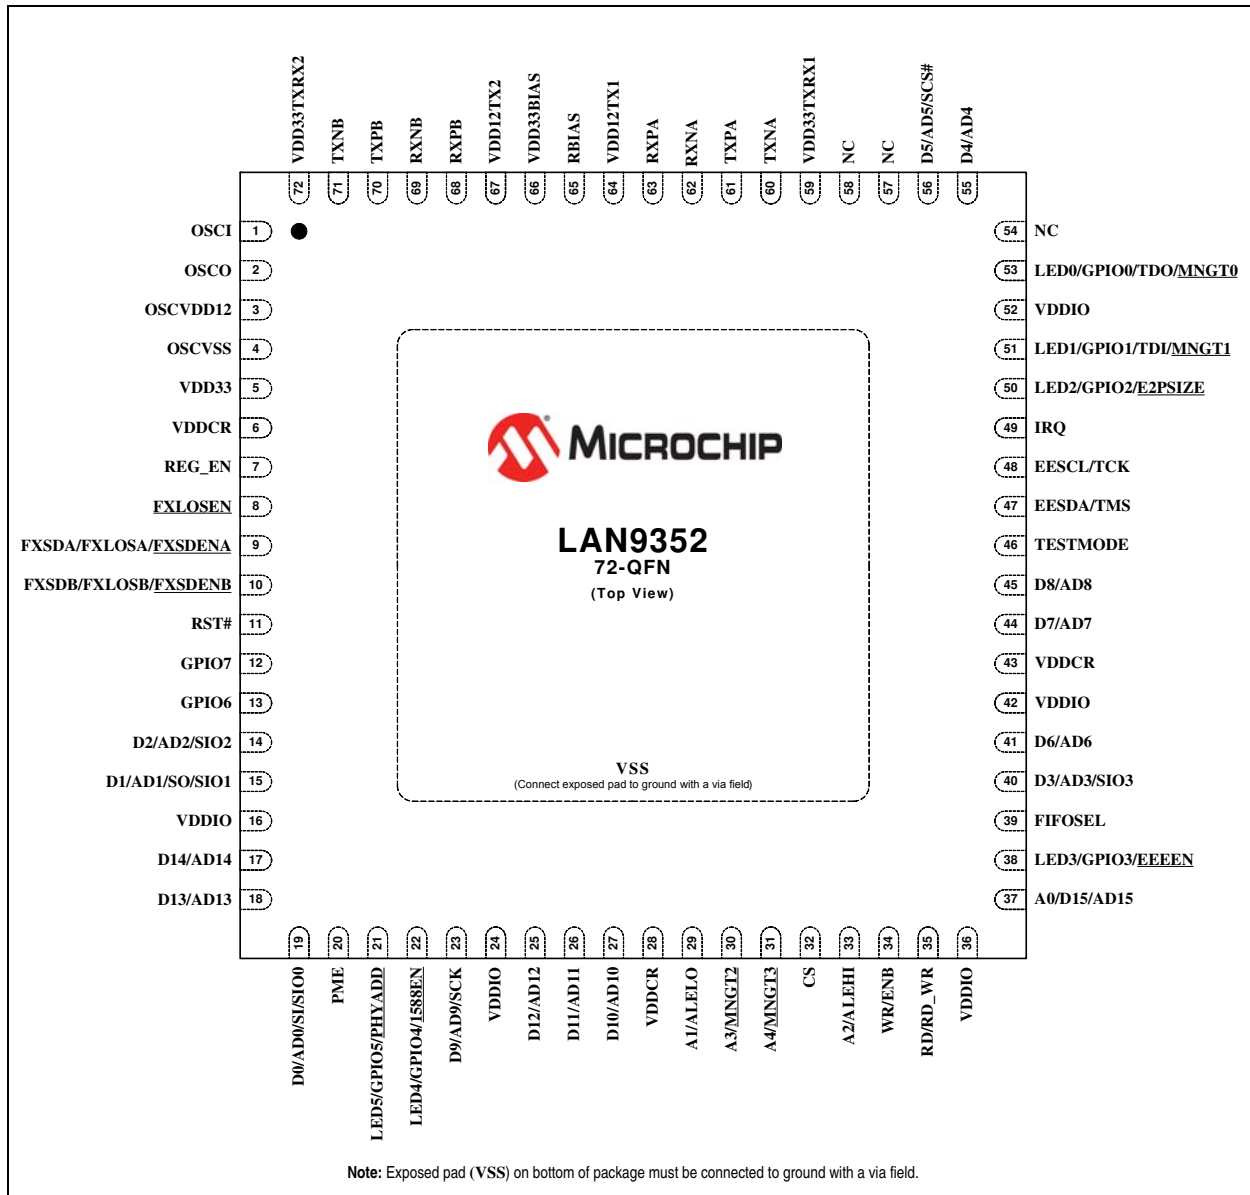 VDD33TXRX2
TXNB
TXPB
RXNB
RXPB
VDD12TX2
VDD33BIAS
RBIAS
VDD12TX1
RXPA
RXNA
TXPA
TXNA
VDD33TXRX1
NC
NC
D5/AD5/SCS#
D4/AD4
72
71
70
69
68
67
66
65
64
63
62
61
60
59
58
57
56
55
OSCI 1
OSCO 2
OSCVDD12 3
OSCVSS 4
VDD33 5
VDDCR 6
REG_EN 7
FXLOSEN 8
FXSDA/FXLOSA/FXSDENA 9
FXSDB/FXLOSB/FXSDENB 10
RST# 11
GPIO7 12
GPIO6 13
D2/AD2/SIO2 14
D1/AD1/SO/SIO1 15
VDDIO 16
D14/AD14 17
D13/AD13 18
MICROCHIP
®
LAN9352
72-QFN
(Top View)
VSS
(Connect exposed pad to ground with a via field)
54 NC
53 LED0/GPIO0/TDO/MNGT0
52 VDDIO
51 LED1/GPIO1/TDI/MNGT1
50 LED2/GPIO2/E2PSIZE
49 IRQ
48 EESCL/TCK
47 EESDA/TMS
46 TESTMODE
45 D8/AD8
44 D7/AD7
43 VDDCR
42 VDDIO
41 D6/AD6
40 D3/AD3/SIO3
39 FIFOSEL
38 LED3/GPIO3/EEEEN
37 A0/D15/AD15
19
20
21
22
23
24
25
26
27
28
29
30
31
32
33
34
35
36
D0/AD0/SI/SIO0
PME
LED5/GPIO5/PHYADD
LED4/GPIO4/1588EN
D9/AD9/SCK
VDDIO
D12/AD12
D11/AD11
D10/AD10
VDDCR
A1/ALELO
A3/MNGT2
A4/MNGT3
CS
A2/ALEHI
WR/ENB
RD/RD_WR
VDDIO
Note: Exposed pad (VSS) on bottom of package must be connected to ground with a via field.